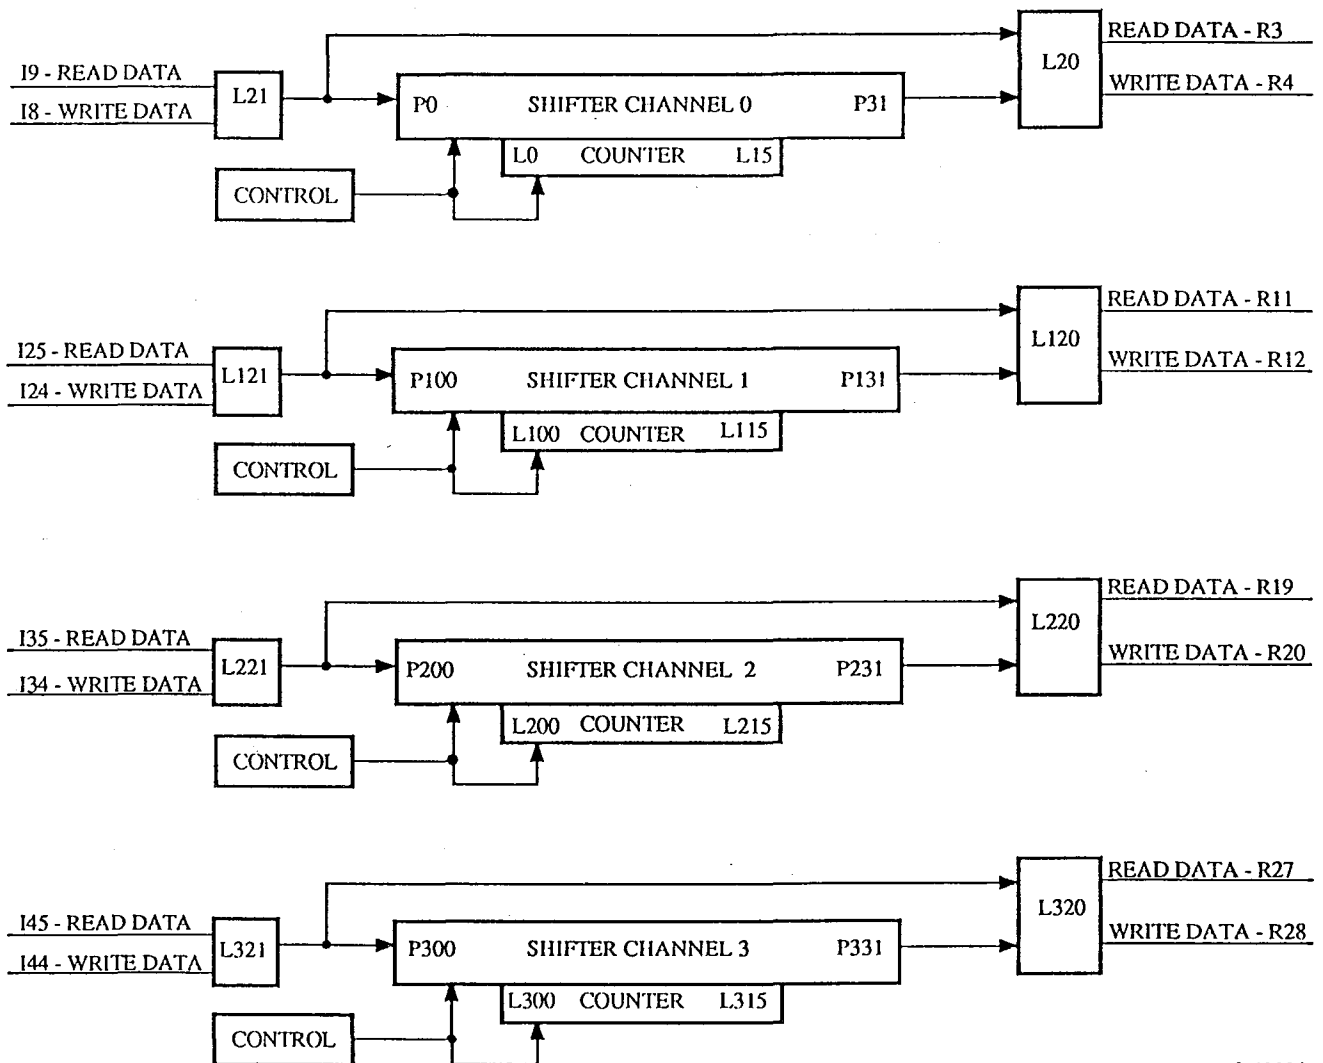 READ DATA - R3
I9 - READ DATA
L21
L20
WRITE DATA - R4
I8 - WRITE DATA
P0 SHIFTER CHANNEL 0 P31
L0 COUNTER L15
CONTROL
READ DATA - R11
I25 - READ DATA
L121
L120
WRITE DATA - R12
I24 - WRITE DATA
P100 SHIFTER CHANNEL 1 P131
L100 COUNTER L115
CONTROL
READ DATA - R19
I35 - READ DATA
L221
L220
WRITE DATA - R20
I34 - WRITE DATA
P200 SHIFTER CHANNEL 2 P231
L200 COUNTER L215
CONTROL
READ DATA - R27
I45 - READ DATA
L321
L320
WRITE DATA - R28
I44 - WRITE DATA
P300 SHIFTER CHANNEL 3 P331
L300 COUNTER L315
CONTROL